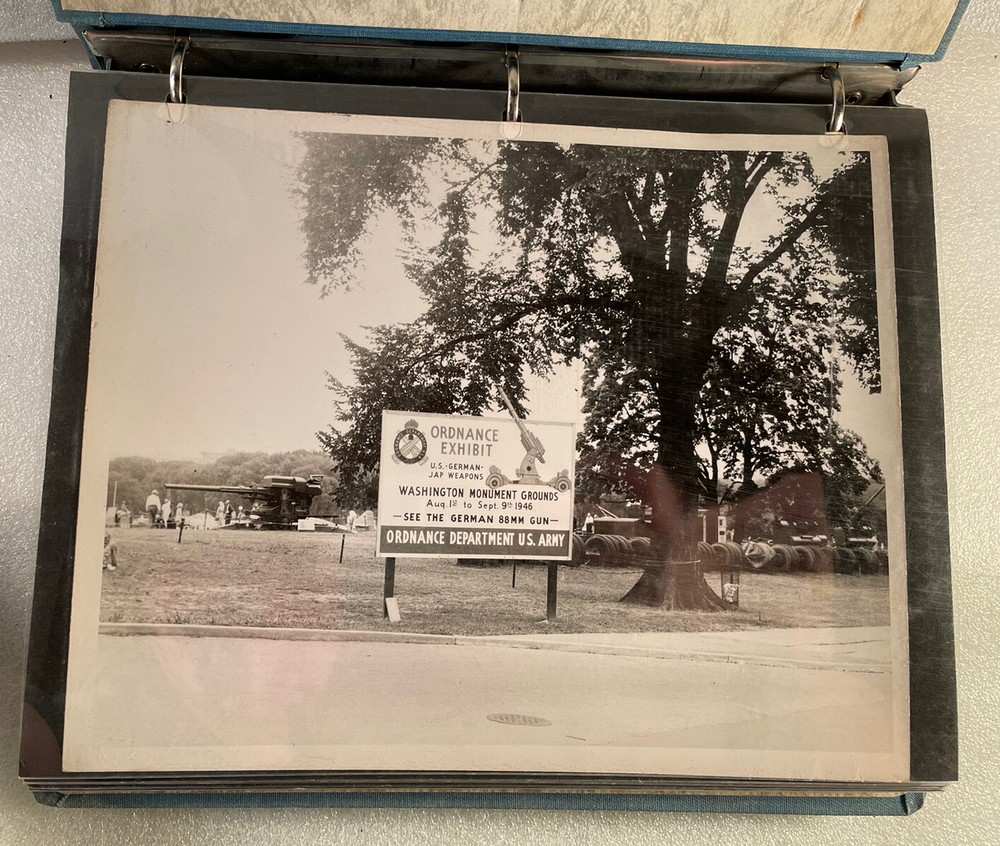 ORDNANCE
EXHIBIT
U.S.-GERMAN-
JAP WEAPONS
WASHINGTON MONUMENT GROUNDS
Aug. 1st to Sept. 9th 1946
—SEE THE GERMAN 88MM GUN—
ORDNANCE DEPARTMENT U.S. ARMY